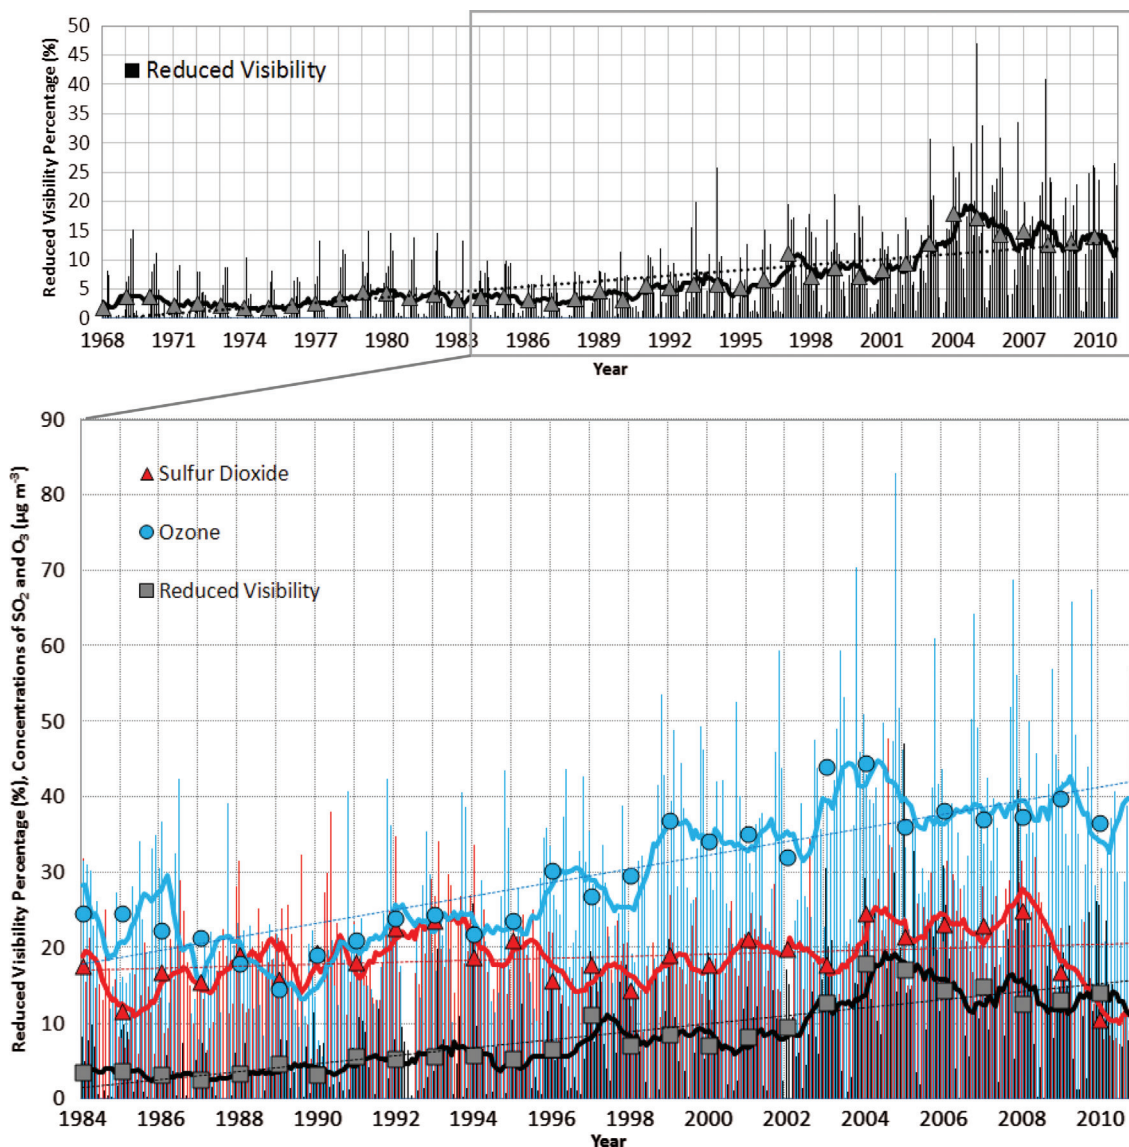 50
45
40
35
30
25
20
15
10
5
0
Reduced Visibility Percentage (%)
Reduced Visibility
1968 1971 1974 1977 1980 1983 1986 1989 1992 1995 1998 2001 2004 2007 2010
Year
90
80
70
60
50
40
30
20
10
0
Reduced Visibility Percentage (%), Concentrations of SO2 and O3 (µg m-3)
Sulfur Dioxide
Ozone
Reduced Visibility
1984 1986 1988 1990 1992 1994 1996 1998 2000 2002 2004 2006 2008 2010
Year